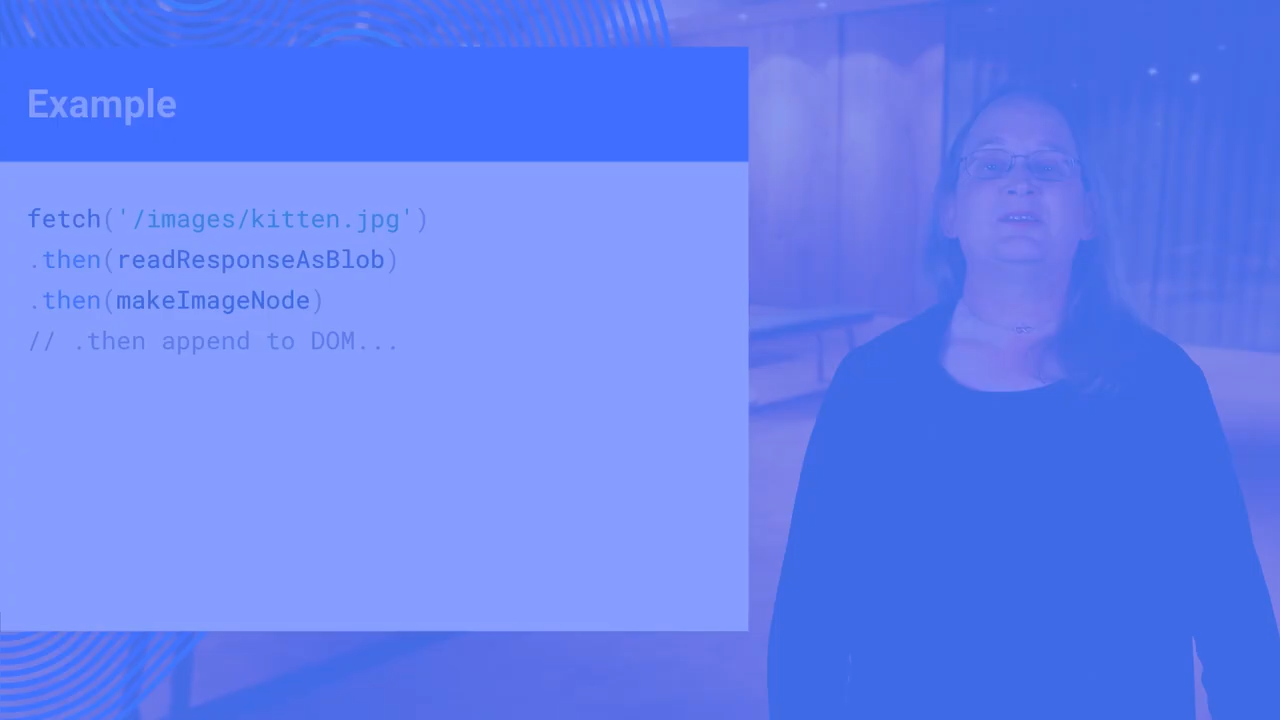 Example
fetch('/images/kitten.jpg')
.then(readResponseAsBlob)
.then(makeImageNode)
// .then append to DOM...